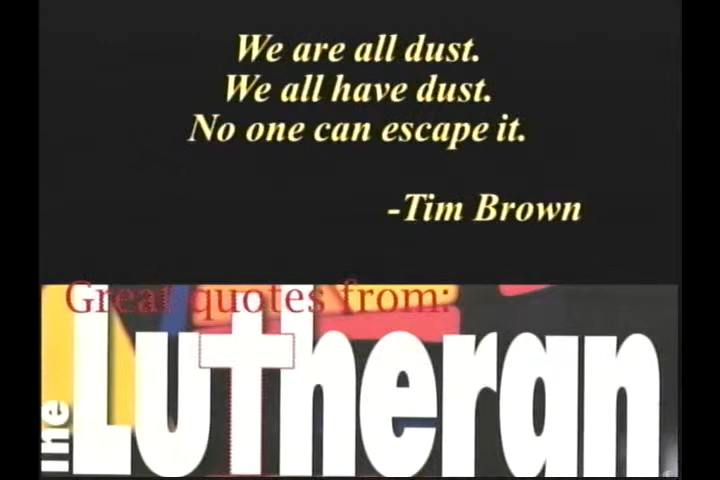 We are all dust.
We all have dust.
No one can escape it.
-Tim Brown
Great quotes from:
The
Lutheran